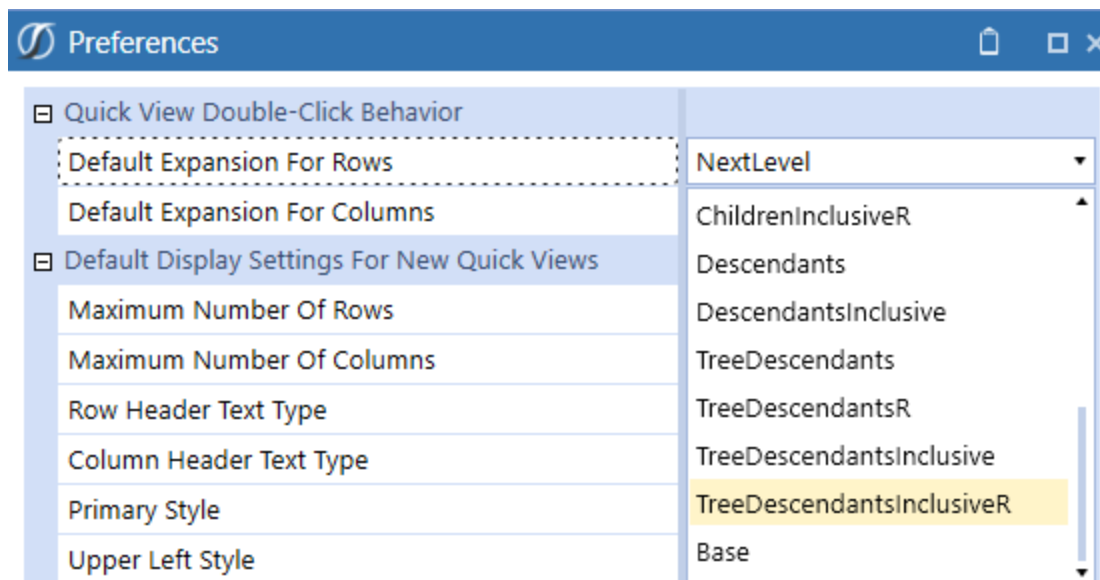 Preferences
Quick View Double-Click Behavior
Default Expansion For Rows
NextLevel
Default Expansion For Columns
ChildrenInclusiveR
Default Display Settings For New Quick Views
Descendants
Maximum Number Of Rows
DescendantsInclusive
Maximum Number Of Columns
TreeDescendants
Row Header Text Type
TreeDescendantsR
Column Header Text Type
TreeDescendantsInclusive
Primary Style
TreeDescendantsInclusiveR
Upper Left Style
Base